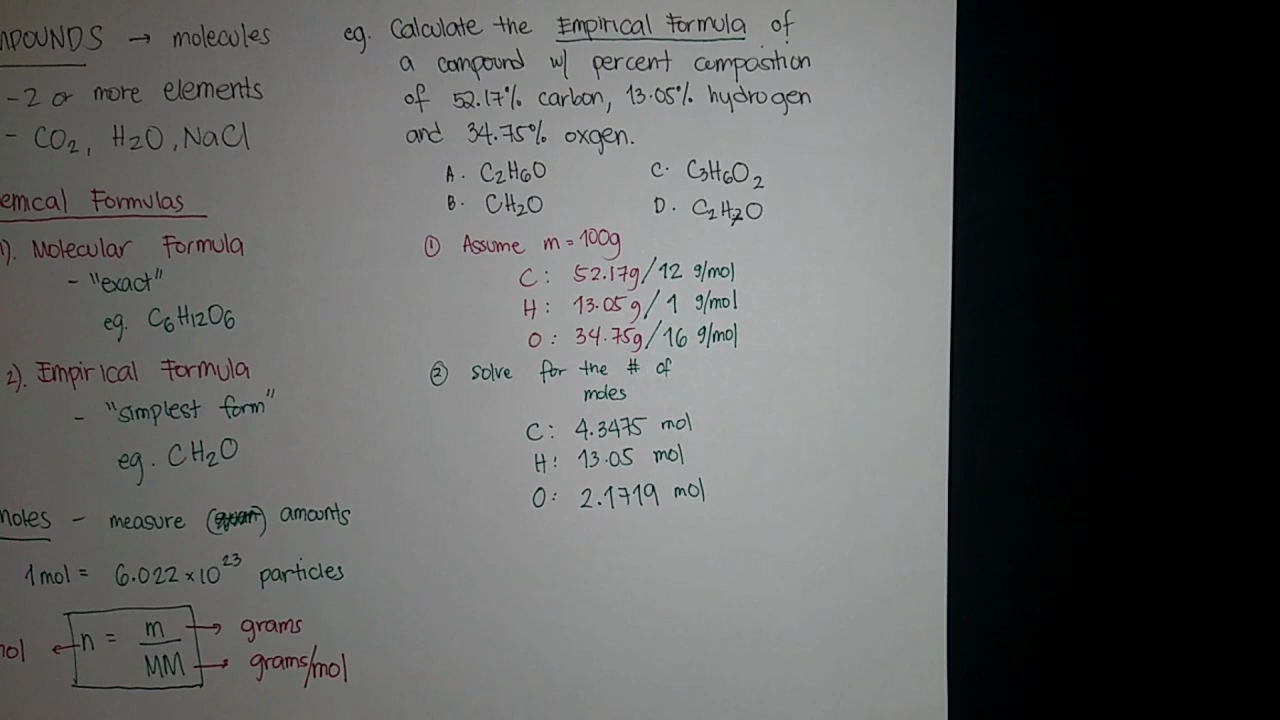 MPOUNDS → molecules
- 2 or more elements
- CO2, H2O, NaCl
emcal Formulas
1). Molecular Formula
- "exact"
eg. C6H12O6
2). Empirical Formula
- "simplest form"
eg. CH2O
moles - measure () amounts
1 mol = 6.022 × 10^23 particles
mol ← n = m → grams
MM → grams/mol
eg. Calculate the Empirical Formula of
a compound w/ percent composition
of 52.17% carbon, 13.05% hydrogen
and 34.75% oxgen.
A. C2H6O C. C3H6O2
B. CH2O D. C2H7O
① Assume m = 100g
C: 52.17g/12 g/mol
H: 13.05g/1 g/mol
O: 34.75g/16 g/mol
② solve for the # of
moles
C: 4.3475 mol
H: 13.05 mol
O: 2.1719 mol